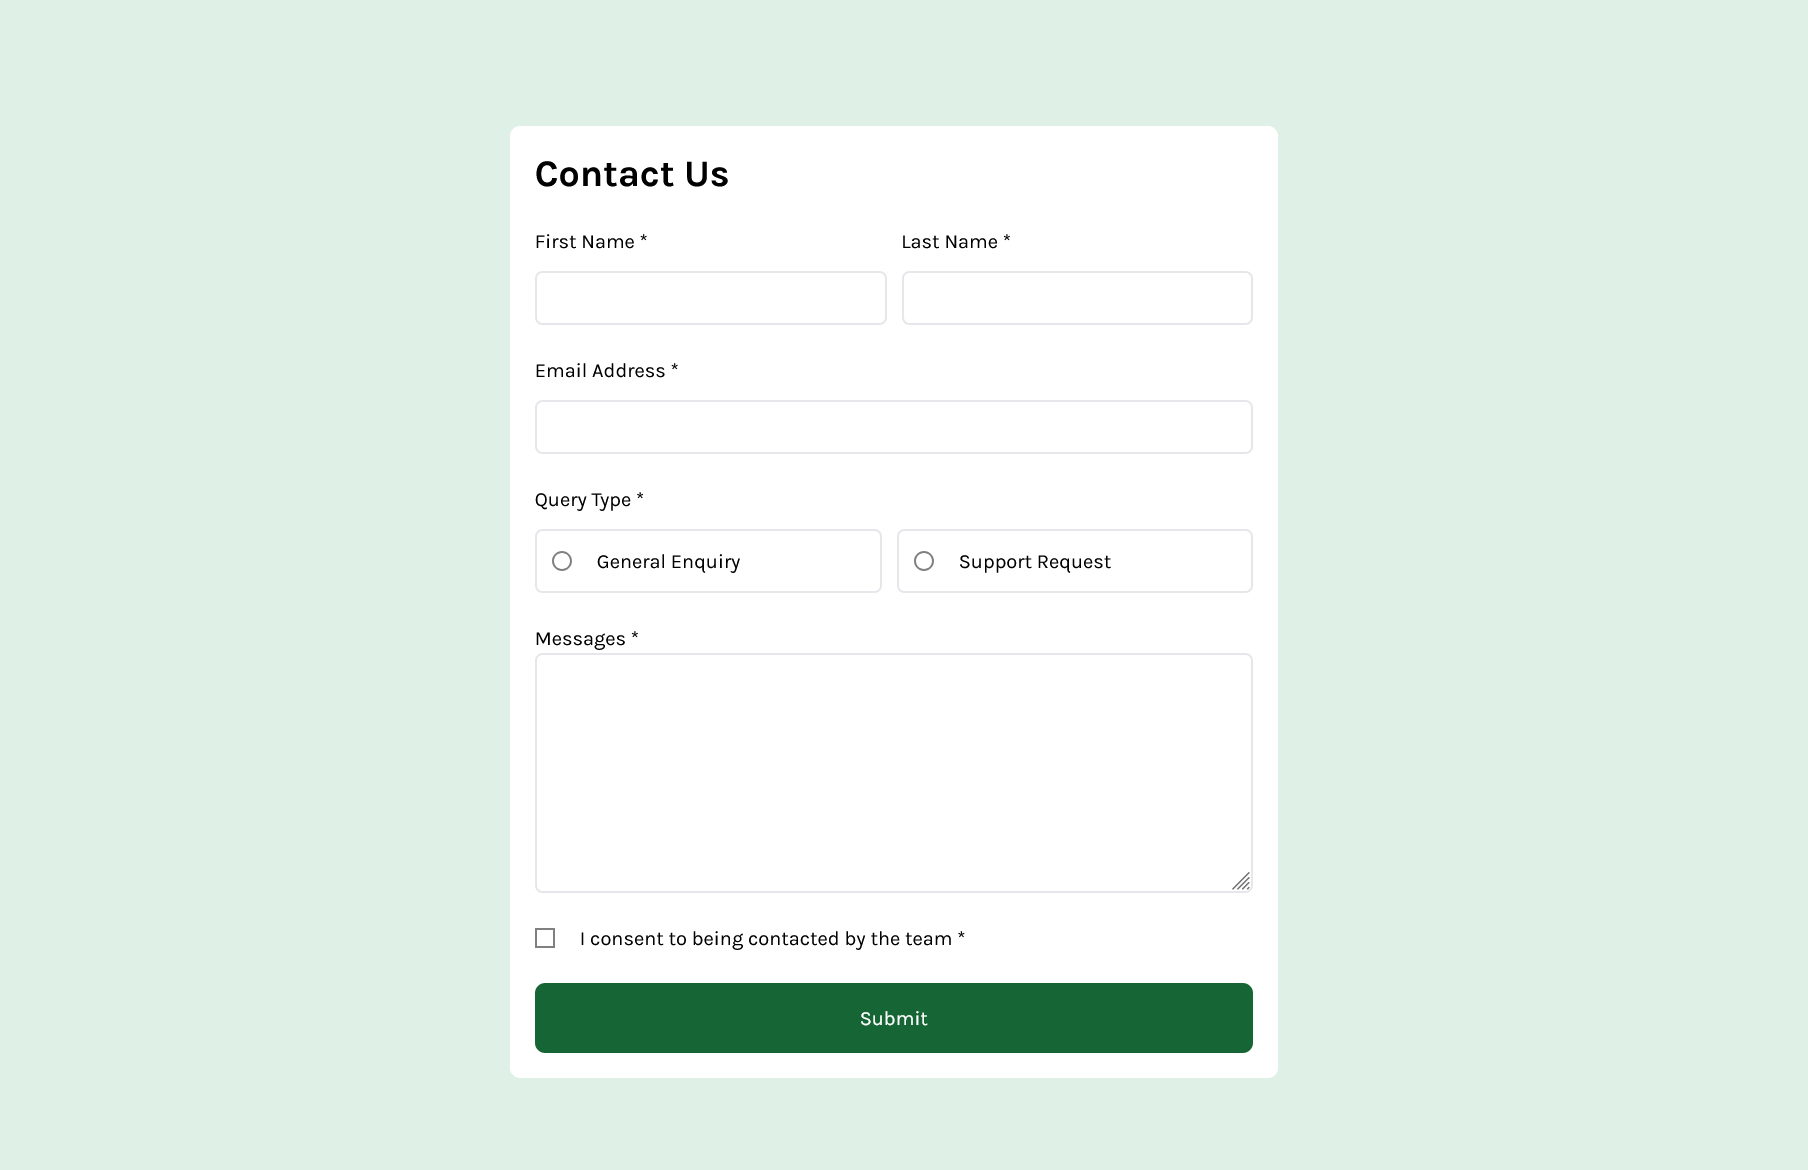 Contact Us
First Name * Last Name *
Email Address *
Query Type *
General Enquiry Support Request
Messages *
I consent to being contacted by the team *
Submit